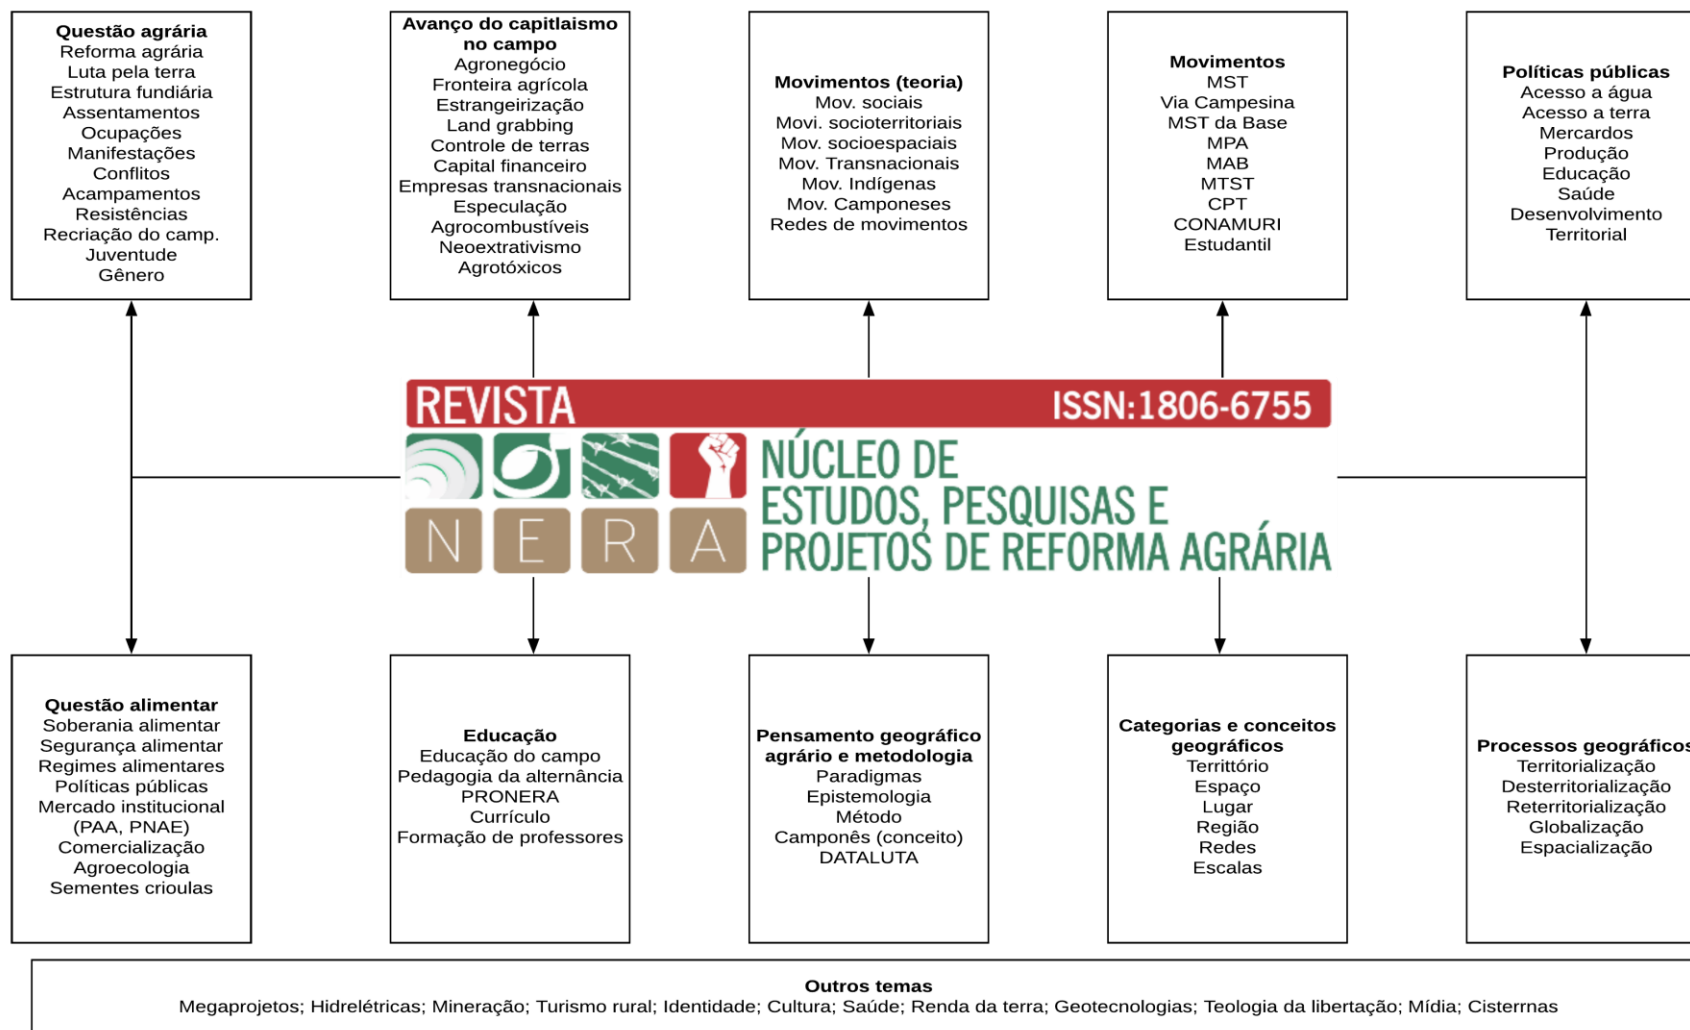 Questão agrária
Reforma agrária
Luta pela terra
Estrutura fundiária
Assentamentos
Ocupações
Manifestações
Conflitos
Acampamentos
Resistências
Recriação do camp.
Juventude
Gênero
Avanço do capitlaismo
no campo
Agronegócio
Fronteira agrícola
Estrangeirização
Land grabbing
Controle de terras
Capital financeiro
Empresas transnacionais
Especulação
Agrocombustíveis
Neoextrativismo
Agrotóxicos
Movimentos (teoria)
Mov. sociais
Movi. socioterritoriais
Mov. socioespaciais
Mov. Transnacionais
Mov. Indígenas
Mov. Camponeses
Redes de movimentos
Movimentos
MST
Via Campesina
MST da Base
MPA
MAB
MTST
CPT
CONAMURI
Estudantil
Políticas públicas
Acesso a água
Acesso a terra
Mercardos
Produção
Educação
Saúde
Desenvolvimento
Territorial
REVISTA
ISSN:1806-6755
NERA
NÚCLEO DE
ESTUDOS, PESQUISAS E
PROJETOS DE REFORMA AGRÁRIA
Questão alimentar
Soberania alimentar
Segurança alimentar
Regimes alimentares
Políticas públicas
Mercado institucional
(PAA, PNAE)
Comercialização
Agroecologia
Sementes crioulas
Educação
Educação do campo
Pedagogia da alternância
PRONERA
Currículo
Formação de professores
Pensamento geográfico
agrário e metodologia
Paradigmas
Epistemologia
Método
Camponês (conceito)
DATALUTA
Categorias e conceitos
geográficos
Territtório
Espaço
Lugar
Região
Redes
Escalas
Processos geográficos
Territorialização
Desterritorialização
Reterritorialização
Globalização
Espacialização
Outros temas
Megaprojetos; Hidrelétricas; Mineração; Turismo rural; Identidade; Cultura; Saúde; Renda da terra; Geotecnologias; Teologia da libertação; Mídia; Cisterrnas